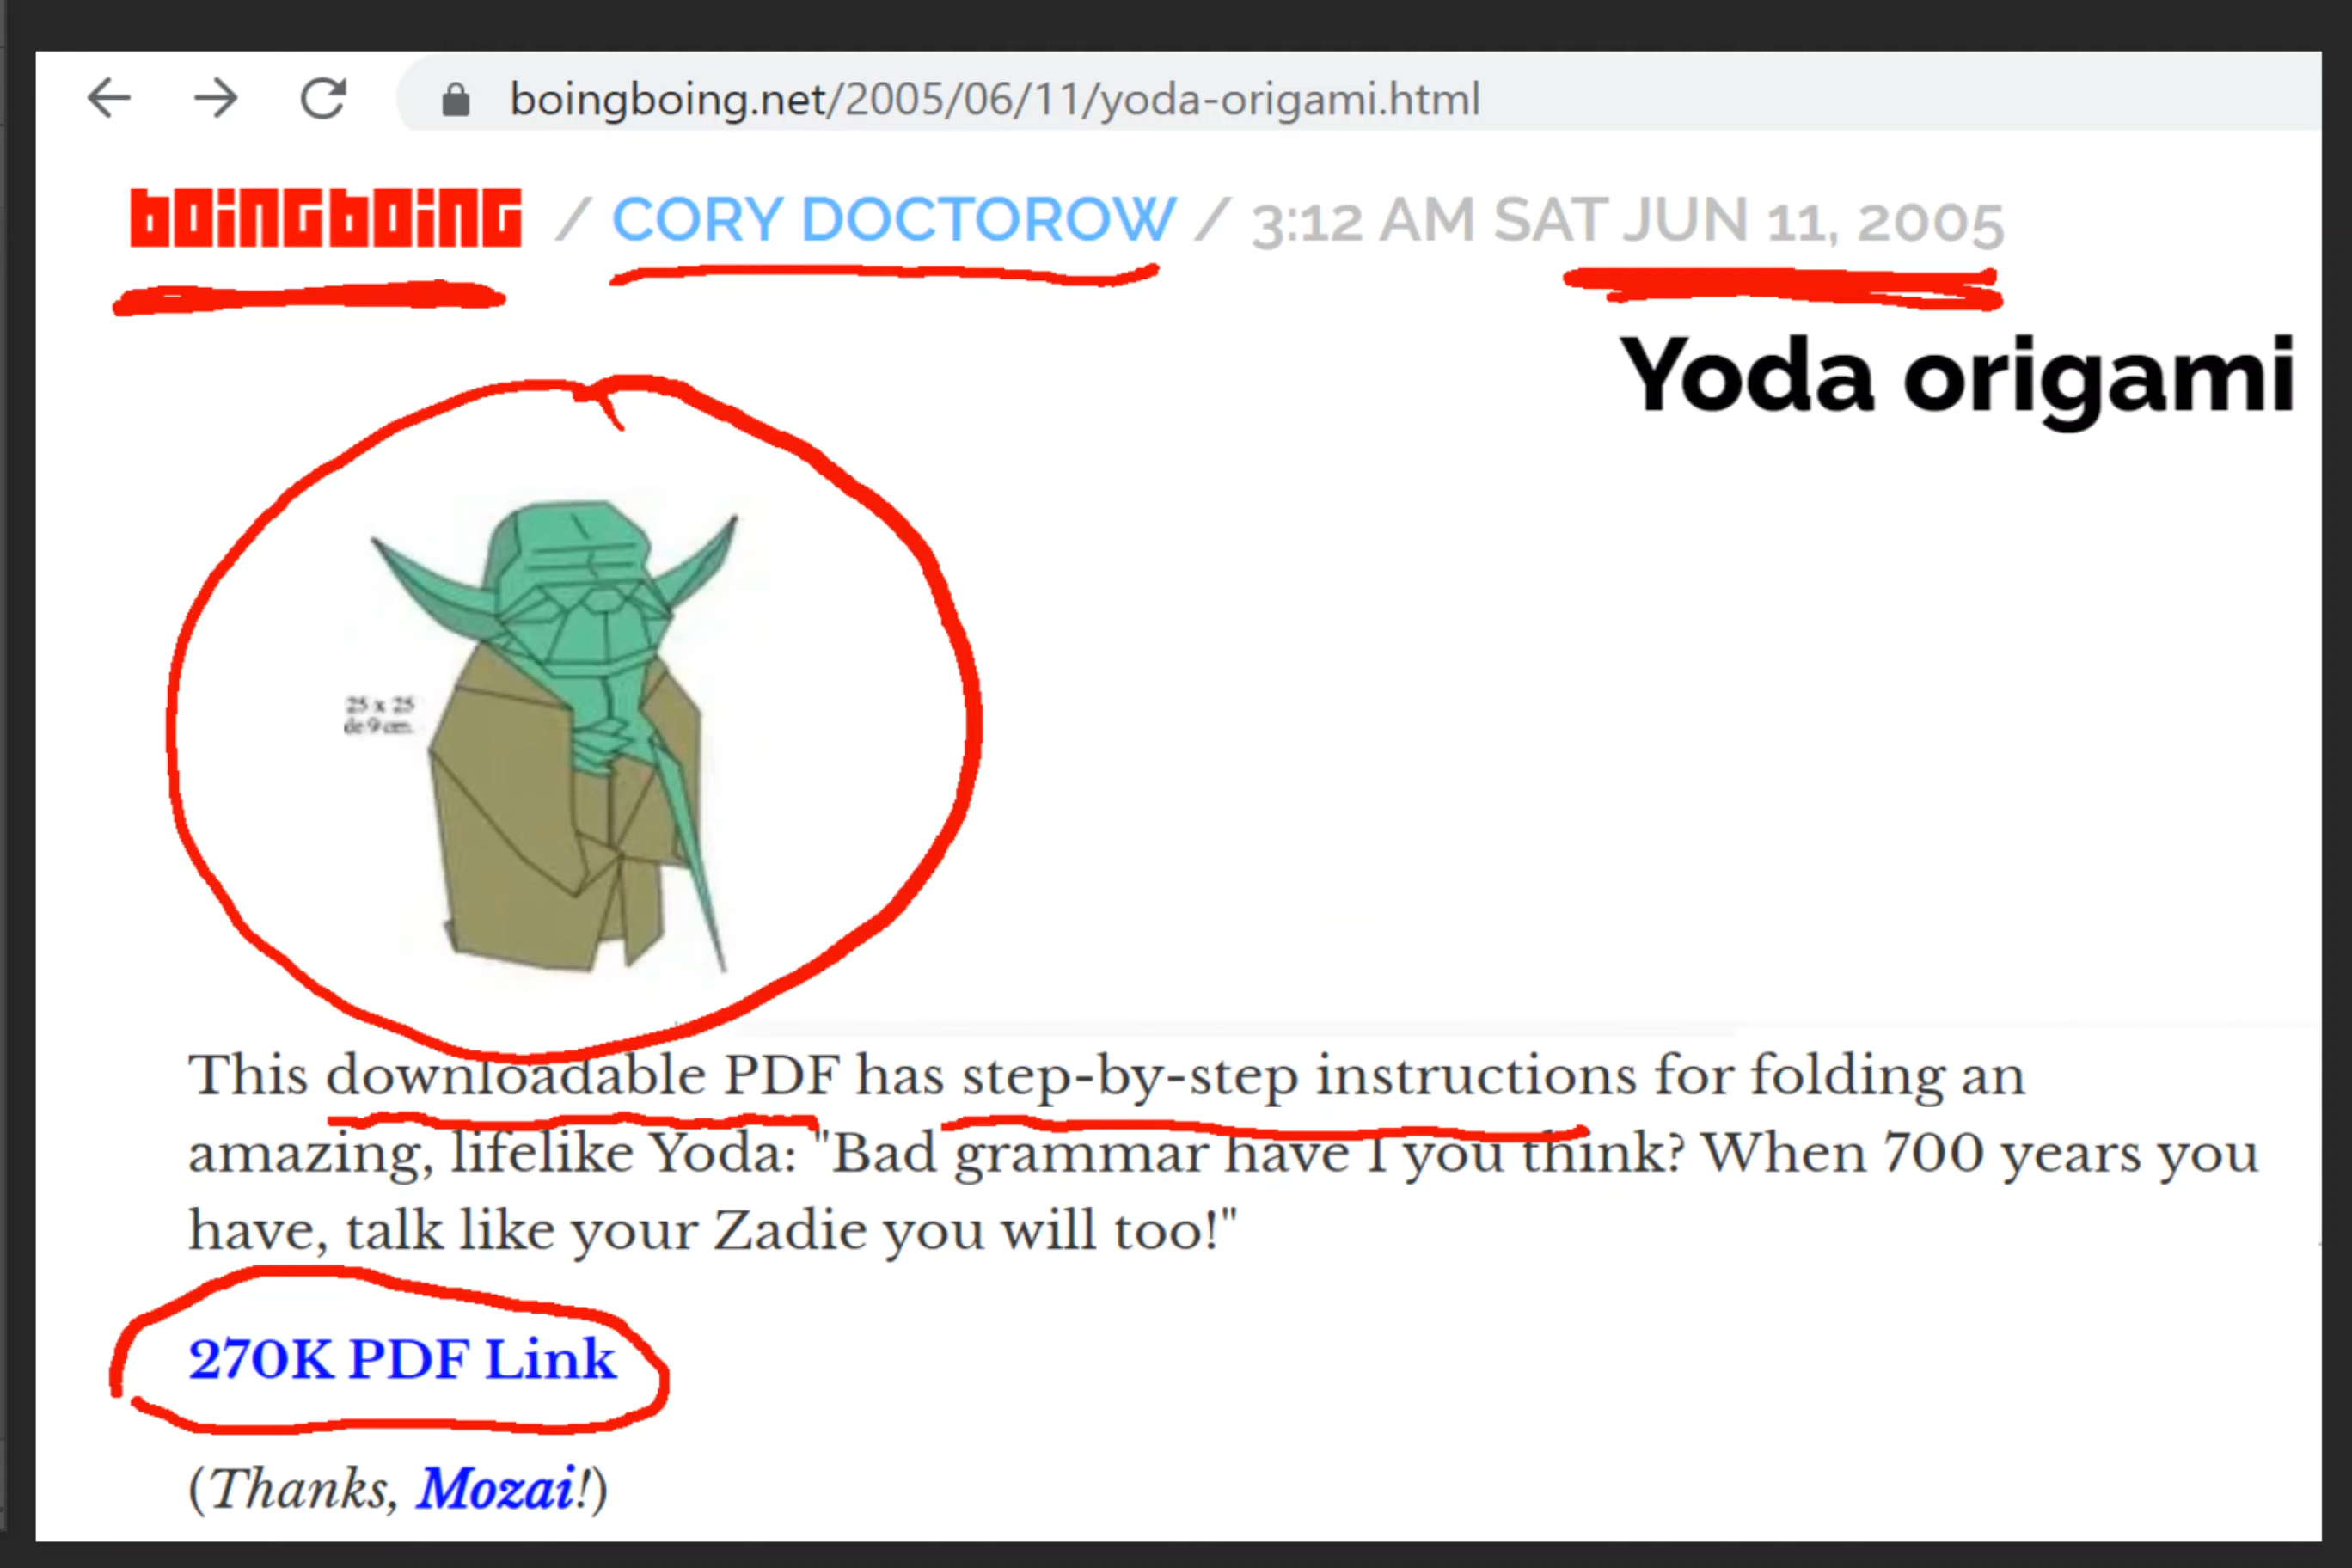 boingboing.net/2005/06/11/yoda-origami.html
boingboing / CORY DOCTOROW / 3:12 AM SAT JUN 11, 2005
Yoda origami
25 x 25
de 9 cm.
This downloadable PDF has step-by-step instructions for folding an
amazing, lifelike Yoda: "Bad grammar have I you think? When 700 years you
have, talk like your Zadie you will too!"
270K PDF Link
(Thanks, Mozai!)